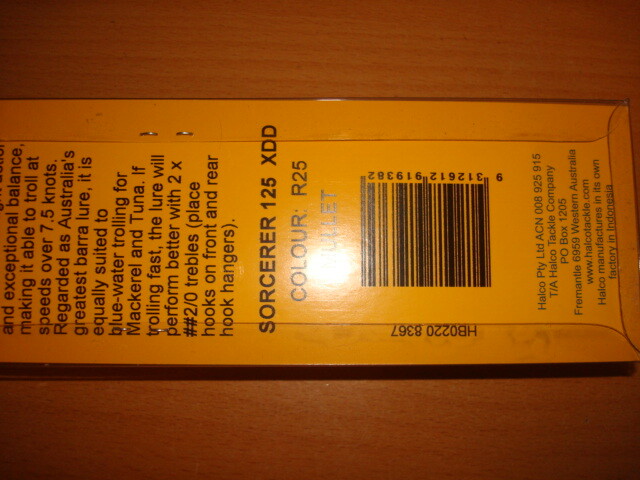 and exceptional balance,
making it able to troll at
speeds over 7.5 knots.
Regarded as Australia's
greatest barra lure, it is
equally suited to
blue-water trolling for
Mackerel and Tuna. If
trolling fast, the lure will
perform better with 2 x
##2/0 trebles (place
hooks on front and rear
hook hangers).
SORCERER 125 XDD
COLOUR: R25
9 312612 919382
HB0220 8367
Halco Pty Ltd ACN 008 925 915
T/A Halco Tackle Company
PO Box 1205
Fremantle 6959 Western Australia
www.halcotackle.com
Halco manufactures in its own
factory in Indonesia